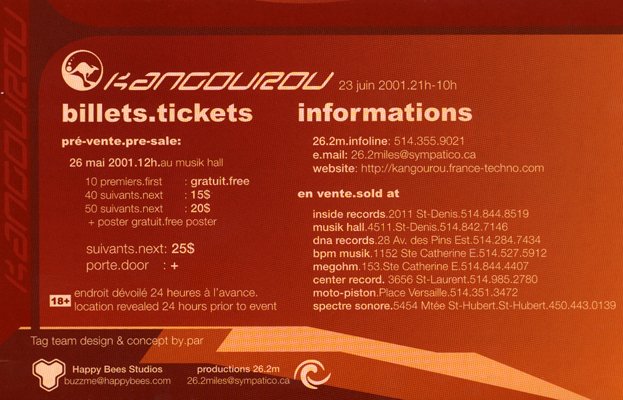 KANGOUROU
KANGOUROU 23 juin 2001.21h-10h
billets.tickets
pré-vente.pre-sale:
26 mai 2001.12h.au musik hall
10 premiers.first : gratuit.free
40 suivants.next : 15$
50 suivants.next : 20$
+ poster gratuit.free poster
suivants.next: 25$
porte.door : +
18+ endroit dévoilé 24 heures à l'avance.
location revealed 24 hours prior to event
informations
26.2m.infoline: 514.355.9021
e.mail: 26.2miles@sympatico.ca
website: http://kangourou.france-techno.com
en vente.sold at
inside records.2011 St-Denis.514.844.8519
musik hall.4511.St-Denis.514.842.7146
dna records.28 Av. des Pins Est.514.284.7434
bpm musik.1152 Ste Catherine E.514.527.5912
megohm.153.Ste Catherine E.514.844.4407
center record. 3656 St-Laurent.514.985.2780
moto-piston.Place Versaille.514.351.3472
spectre sonore.5454 Mtée St-Hubert.St-Hubert.450.443.0139
Tag team design & concept by.par
Happy Bees Studios
buzzme@happybees.com
productions 26.2m
26.2miles@sympatico.ca